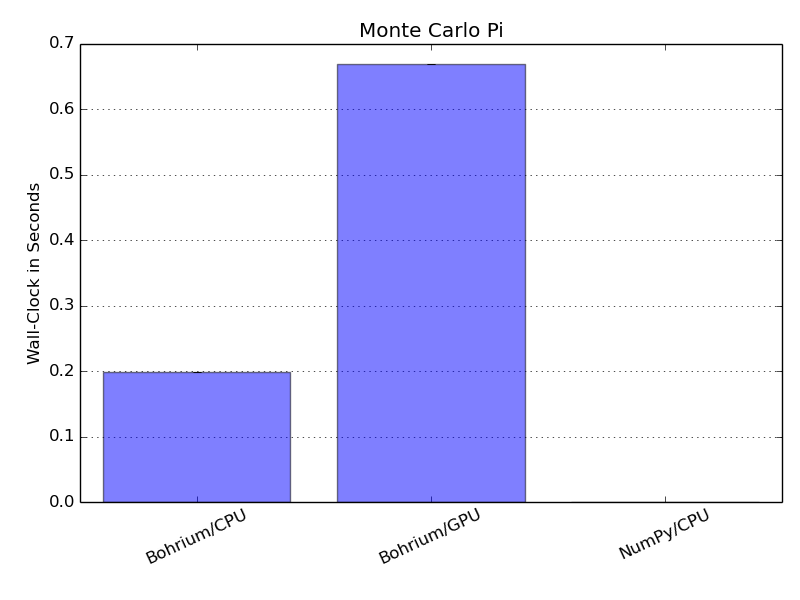 Monte Carlo Pi
Wall-Clock in Seconds
0.7
0.6
0.5
0.4
0.3
0.2
0.1
0.0
Bohrium/CPU
Bohrium/GPU
NumPy/CPU